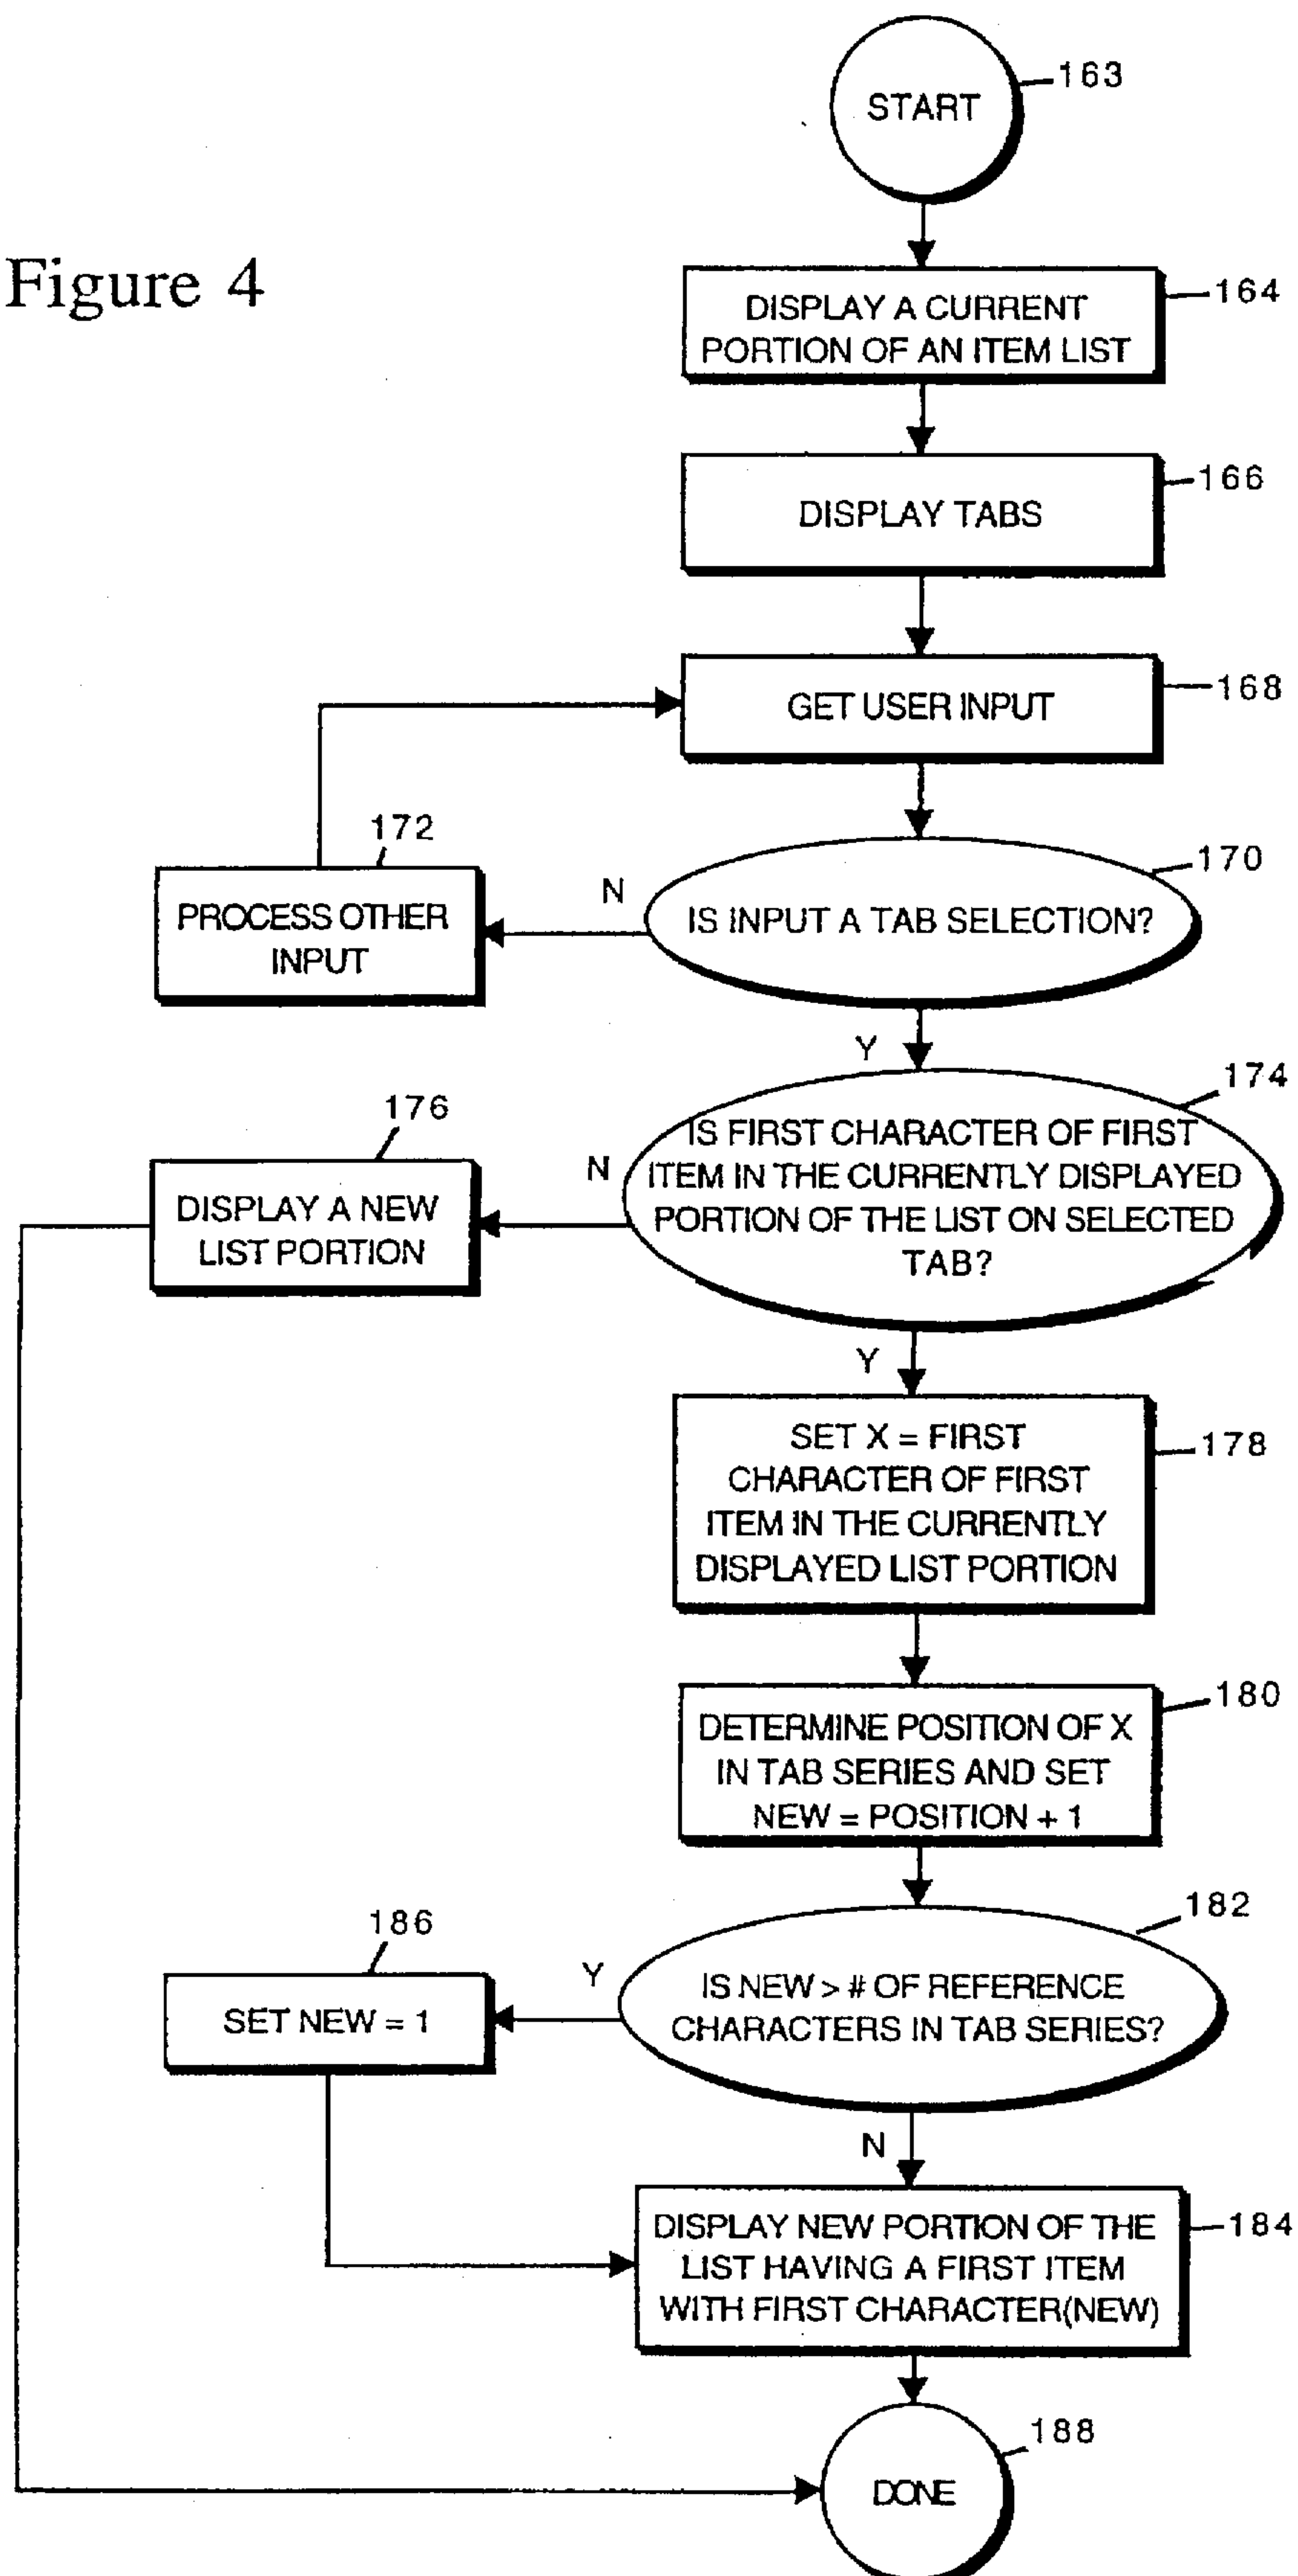 START
163
Figure 4
DISPLAY A CURRENT
PORTION OF AN ITEM LIST
164
DISPLAY TABS
166
GET USER INPUT
168
172
PROCESS OTHER
INPUT
N
IS INPUT A TAB SELECTION?
170
Y
176
DISPLAY A NEW
LIST PORTION
N
IS FIRST CHARACTER OF FIRST
ITEM IN THE CURRENTLY DISPLAYED
PORTION OF THE LIST ON SELECTED
TAB?
174
Y
SET X = FIRST
CHARACTER OF FIRST
ITEM IN THE CURRENTLY
DISPLAYED LIST PORTION
178
DETERMINE POSITION OF X
IN TAB SERIES AND SET
NEW = POSITION + 1
180
186
SET NEW = 1
Y
IS NEW > # OF REFERENCE
CHARACTERS IN TAB SERIES?
182
N
DISPLAY NEW PORTION OF THE
LIST HAVING A FIRST ITEM
WITH FIRST CHARACTER(NEW)
184
DONE
188